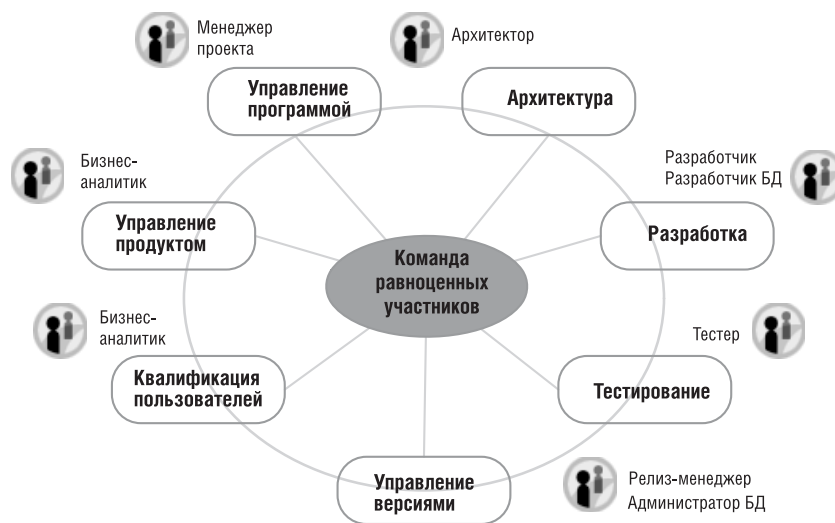 Менеджер
проекта
Архитектор
Управление
программой
Архитектура
Бизнес-
аналитик
Разработчик
Разработчик БД
Управление
продуктом
Разработка
Команда
равноценных
участников
Бизнес-
аналитик
Тестер
Квалификация
пользователей
Тестирование
Управление
версиями
Релиз-менеджер
Администратор БД